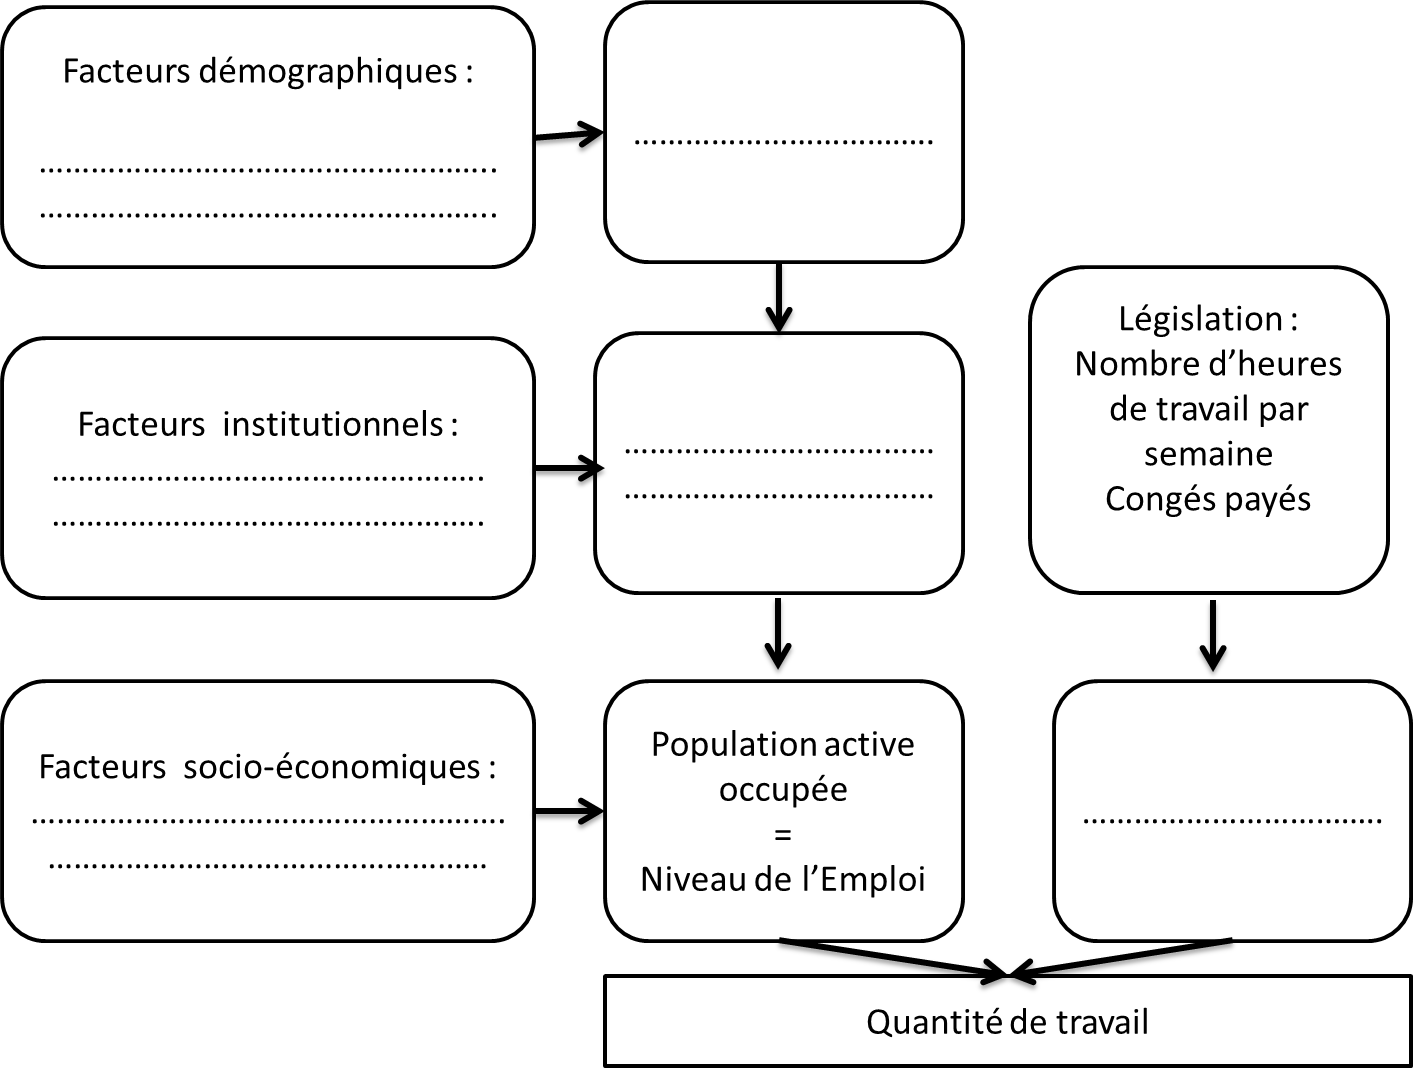 Facteurs démographiques :
……………………………………………..
……………………………………………..
…………………………….
Facteurs  institutionnels :
…………………………………………..
…………………………………………..
………………………………
………………………………
Législation :
Nombre d’heures
de travail par
semaine
Congés payés
Facteurs  socio-économiques :
……………………………………………….
……………………………………………
Population active
occupée
=
Niveau de l’Emploi
…………………………….
Quantité de travail